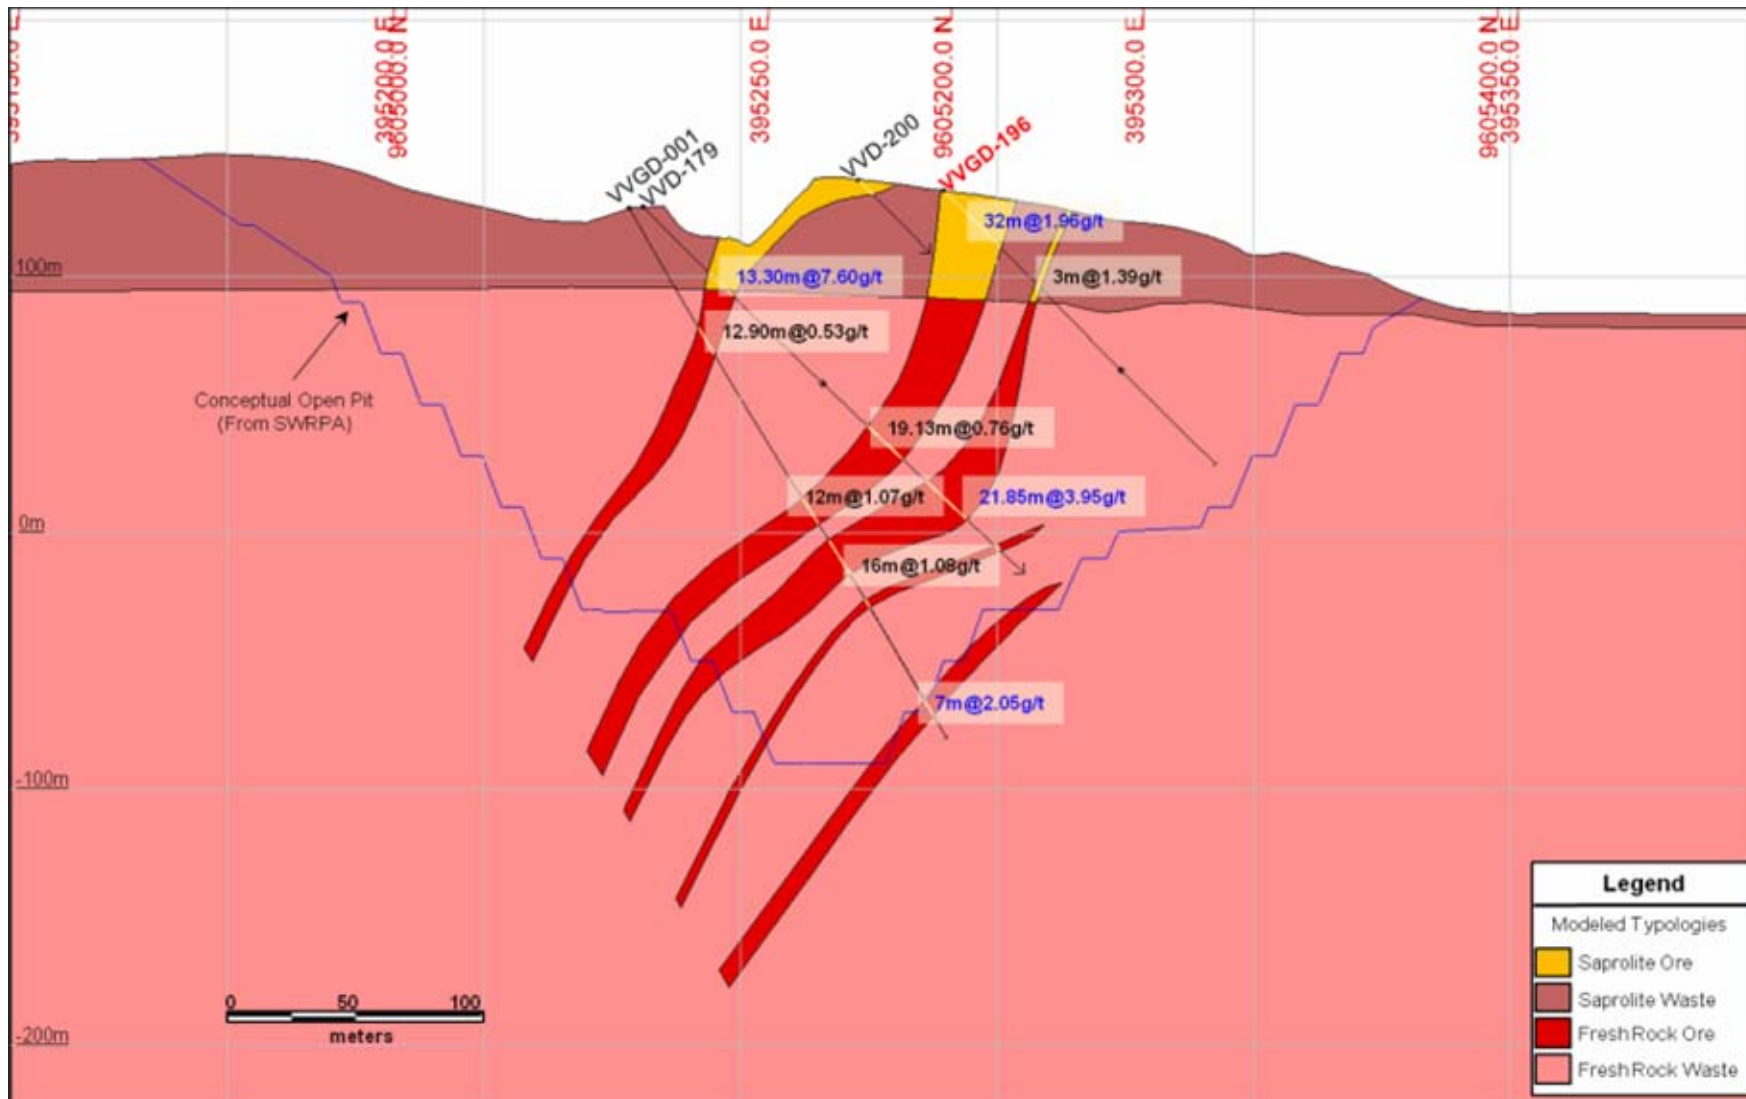 395150.0 E
395200.0 E
9605000.0 N
395250.0 E
9605200.0 N
395300.0 E
9605400.0 N
395350.0 E
VVGD-001
VVD-179
VVD-200
VVGD-196
32m@1.96g/t
100m
13.30m@7.60g/t
3m@1.39g/t
12.90m@0.53g/t
Conceptual Open Pit
(From SWRPA)
19.13m@0.76g/t
12m@1.07g/t
21.85m@3.95g/t
0m
16m@1.08g/t
7m@2.05g/t
-100m
Legend
Modeled Typologies
Saprolite Ore
Saprolite Waste
Fresh Rock Ore
Fresh Rock Waste
0 50 100
meters
-200m